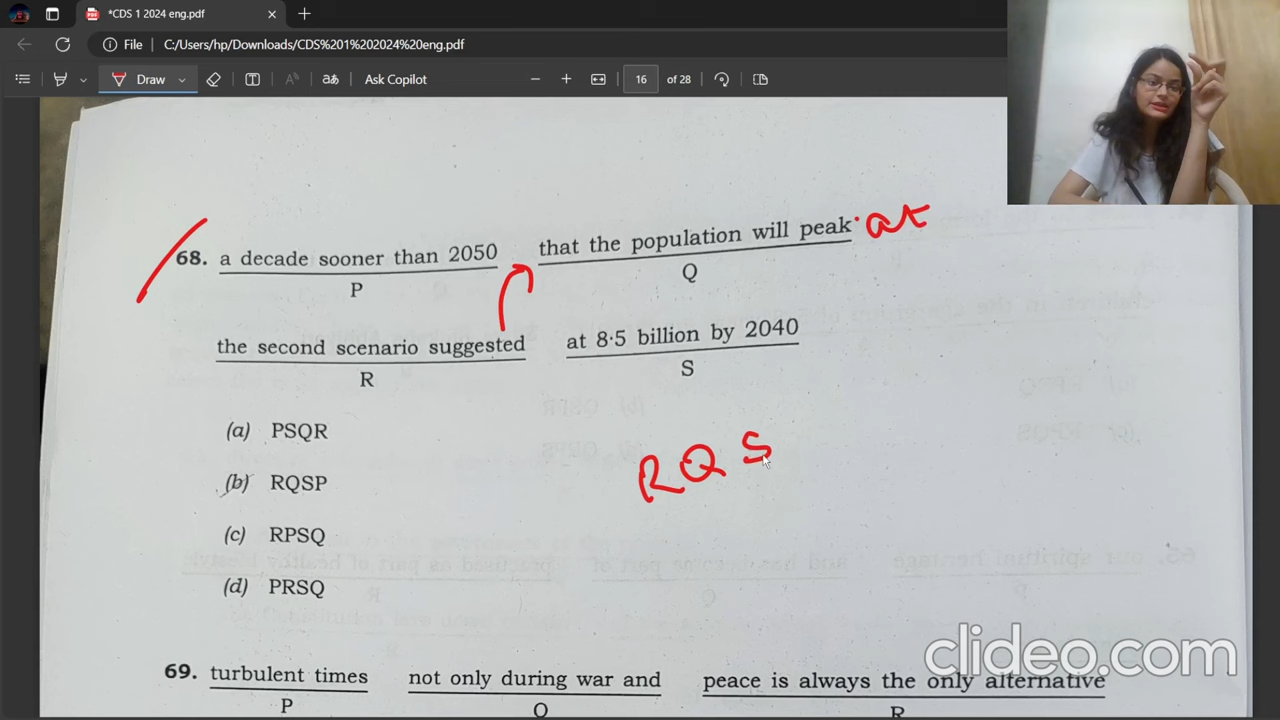 *CDS 1 2024 eng.pdf
File C:/Users/hp/Downloads/CDS%201%202024%20eng.pdf
Draw aあ Ask Copilot 16 of 28
68. a decade sooner than 2050 that the population will peak at
P Q
the second scenario suggested at 8·5 billion by 2040
R S
(a) PSQR
(b) RQSP
(c) RPSQ
(d) PRSQ
RQS
69. turbulent times not only during war and peace is always the only alternative
P Q R
clideo.com